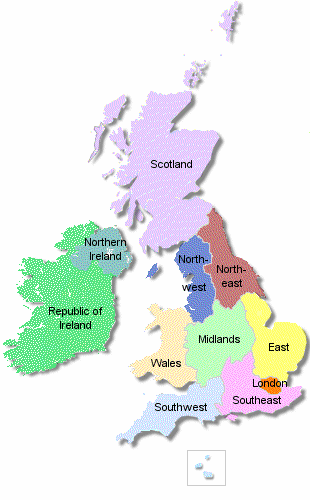 Scotland
Northern
Ireland
North-
west
North-
east
Republic of
Ireland
Midlands
East
Wales
London
Southeast
Southwest